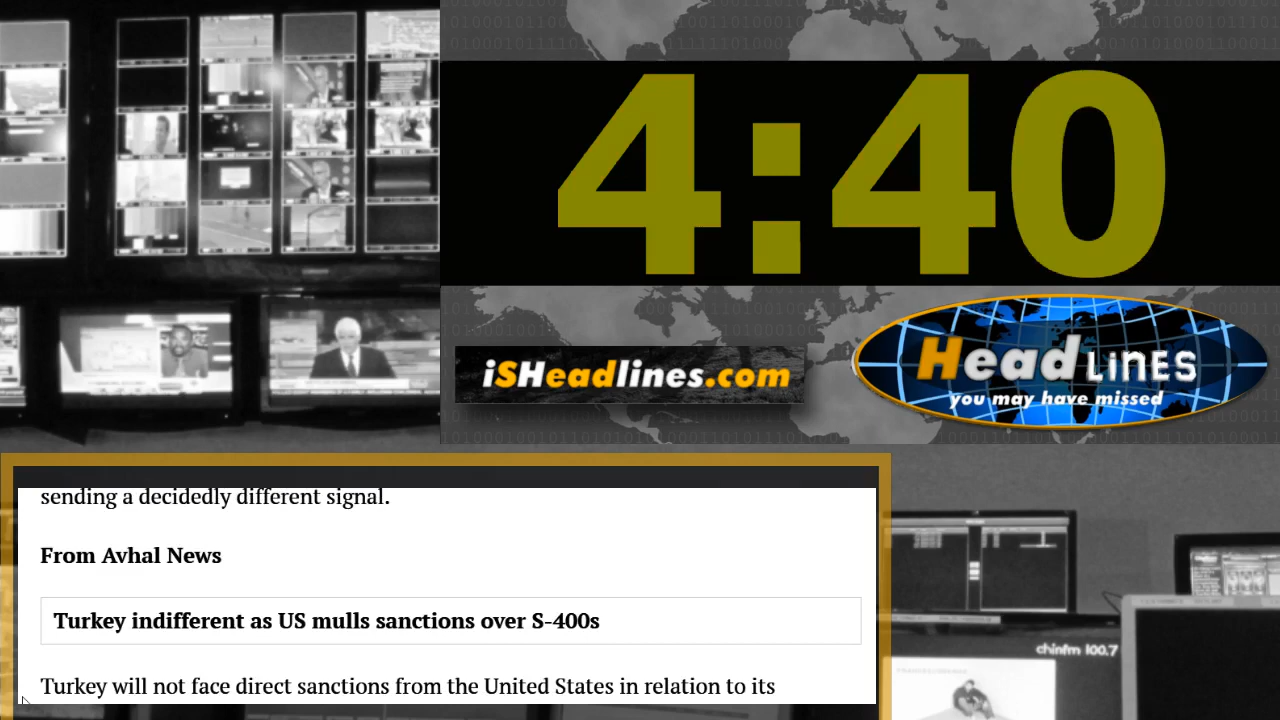 4:40
iSHeadlines.com
HeadLines
you may have missed
sending a decidedly different signal.
From Avhal News
Turkey indifferent as US mulls sanctions over S-400s
Turkey will not face direct sanctions from the United States in relation to its
chinfm 100.7